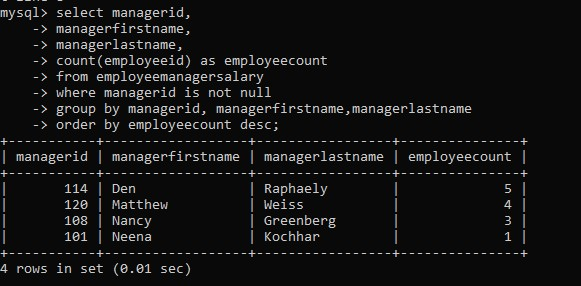 mysql> select managerid,
    -> managerfirstname,
    -> managerlastname,
    -> count(employeeid) as employeecount
    -> from employeemanagersalary
    -> where managerid is not null
    -> group by managerid, managerfirstname,managerlastname
    -> order by employeecount desc;
+-----------+------------------+-----------------+---------------+
| managerid | managerfirstname | managerlastname | employeecount |
+-----------+------------------+-----------------+---------------+
|       114 | Den              | Raphaely        |             5 |
|       120 | Matthew          | Weiss           |             4 |
|       108 | Nancy            | Greenberg       |             3 |
|       101 | Neena            | Kochhar         |             1 |
+-----------+------------------+-----------------+---------------+
4 rows in set (0.01 sec)